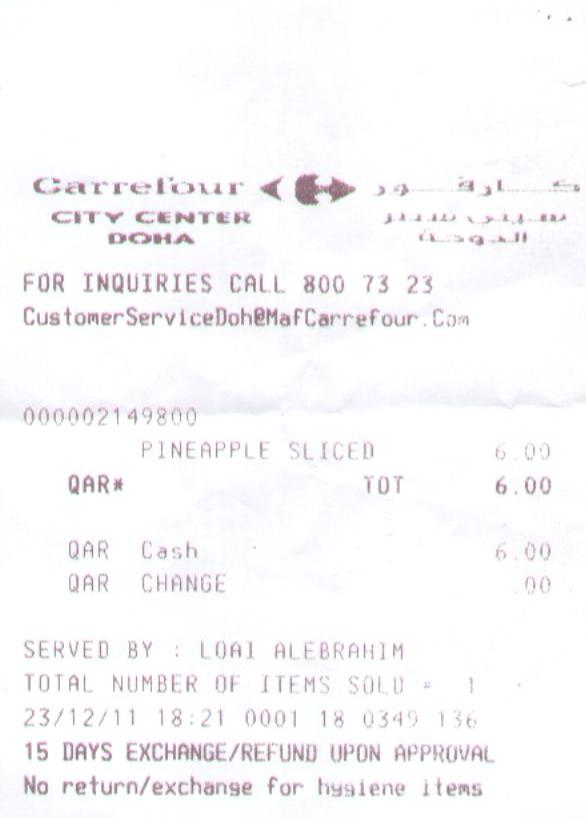 Carrefour كارفور
CITY CENTER سيتي سنتر
DOHA الدوحة
FOR INQUIRIES CALL 800 73 23
CustomerServiceDoh@MafCarrefour.Com
000002149800
PINEAPPLE SLICED 6.00
QAR* TOT 6.00
QAR Cash 6.00
QAR CHANGE .00
SERVED BY : LOAI ALEBRAHIM
TOTAL NUMBER OF ITEMS SOLD = 1
23/12/11 18:21 0001 18 0349 136
15 DAYS EXCHANGE/REFUND UPON APPROVAL
No return/exchange for hygiene items